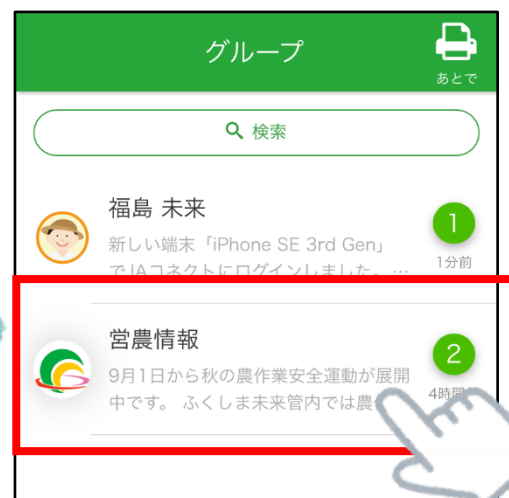 グループ
あとで
検索
福島 未来
1
新しい端末「iPhone SE 3rd Gen」
でJAコネクトにログインしました。…
1分前
営農情報
2
9月1日から秋の農作業安全運動が展開
中です。 ふくしま未来管内では農
4時間